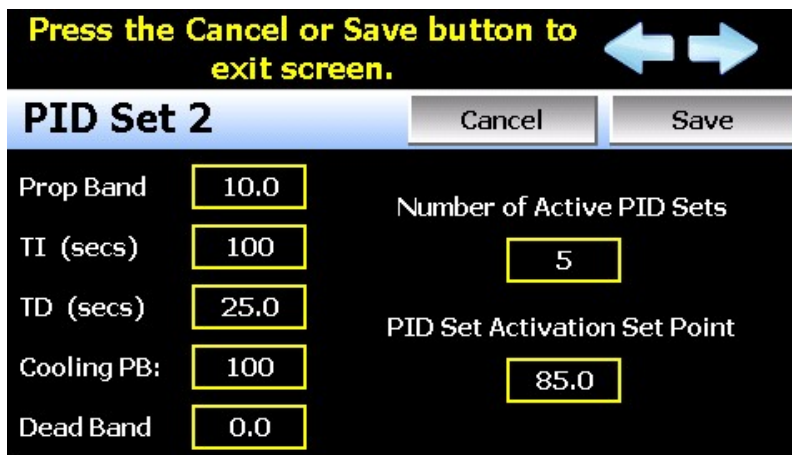 Press the Cancel or Save button to
exit screen.
PID Set 2
Cancel
Save
Prop Band 10.0
TI (secs) 100
TD (secs) 25.0
Cooling PB: 100
Dead Band 0.0
Number of Active PID Sets
5
PID Set Activation Set Point
85.0